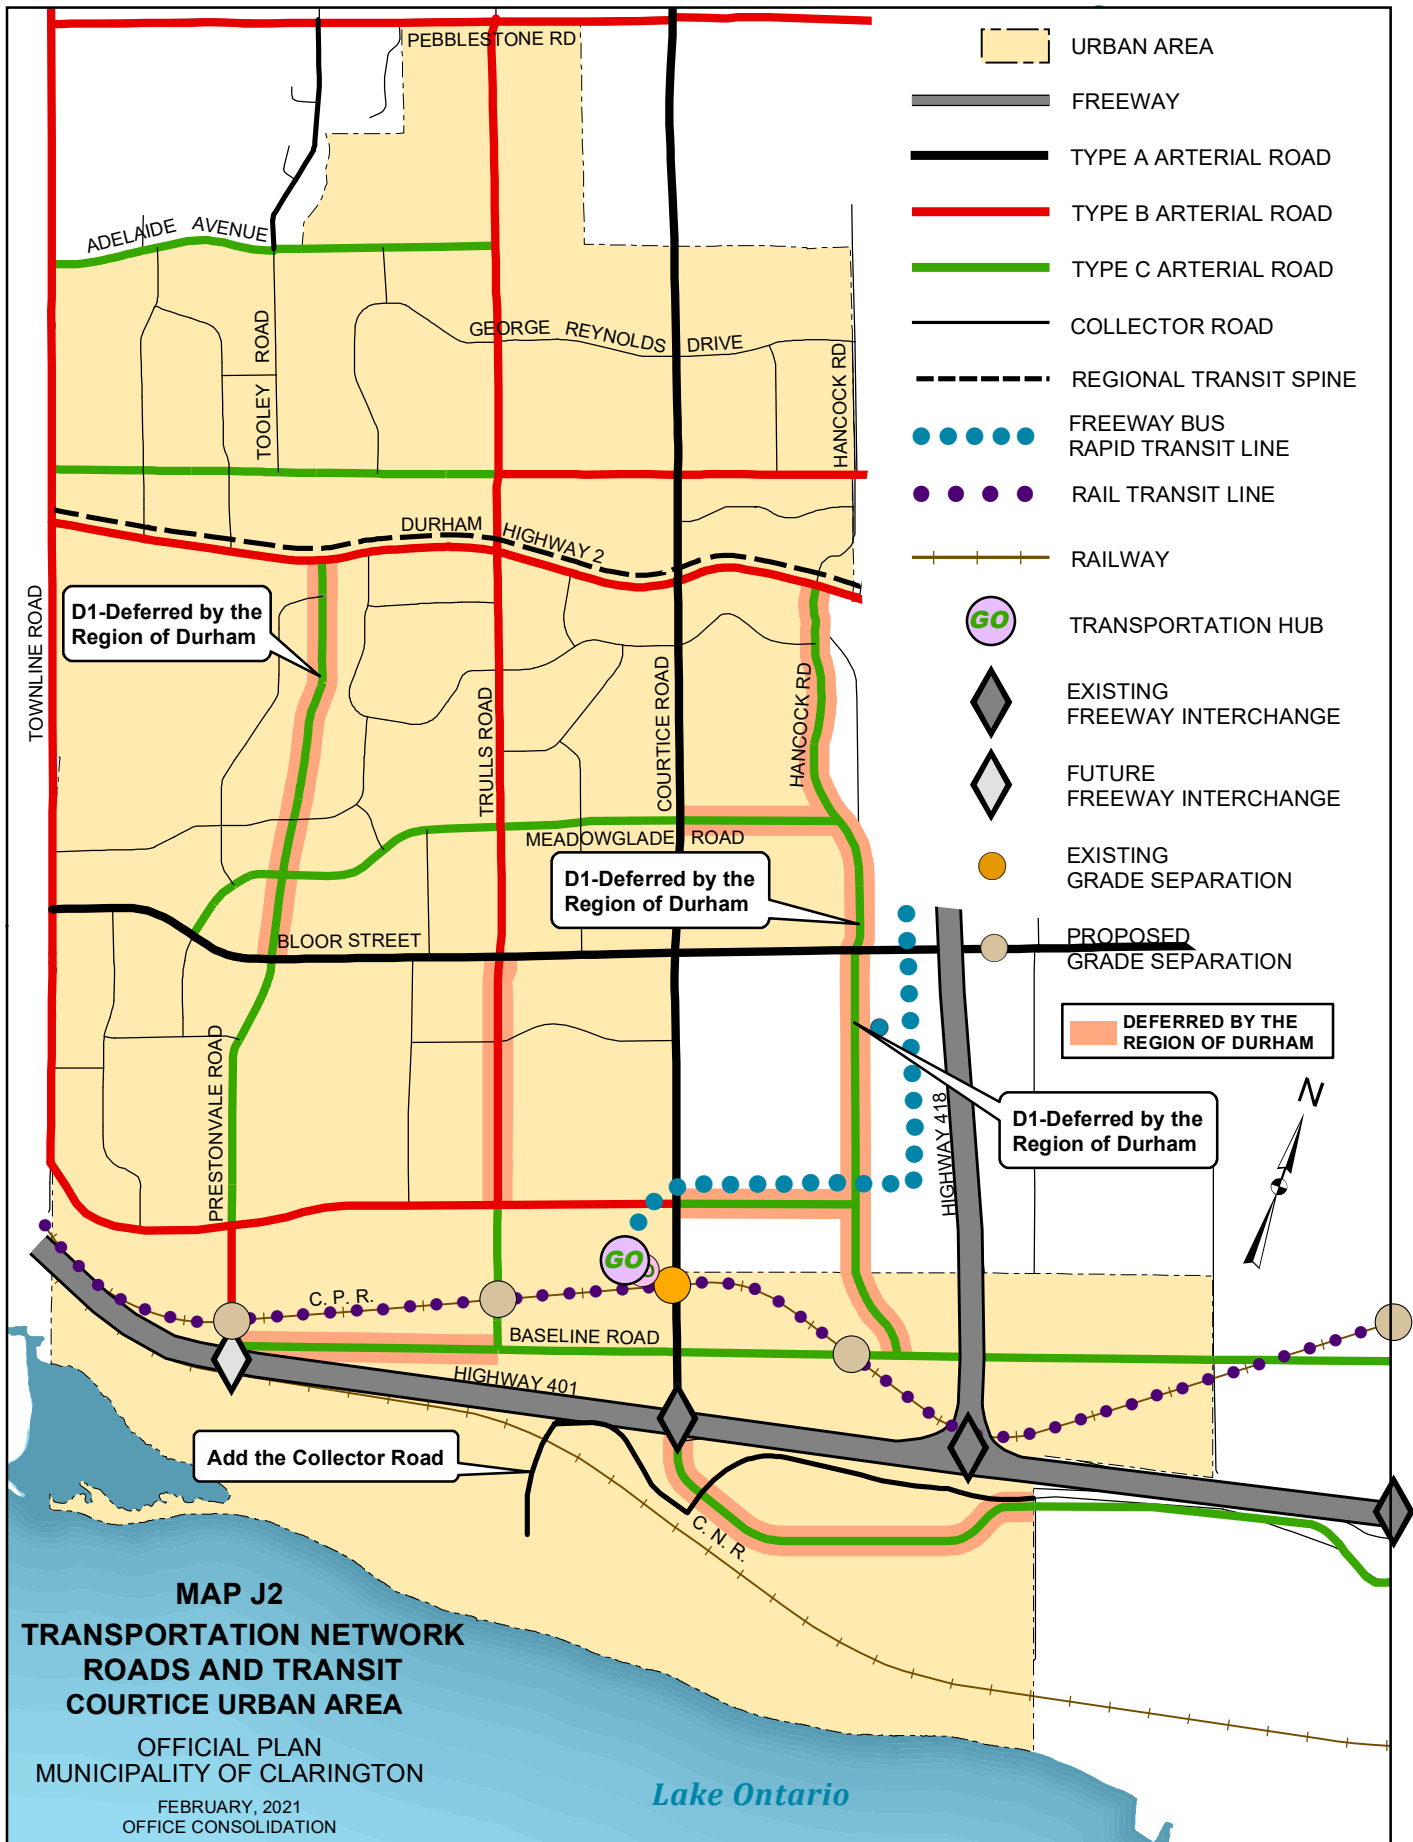 PEBBLESTONE RD
ADELAIDE AVENUE
TOOLEY ROAD
GEORGE REYNOLDS DRIVE
HANCOCK RD
DURHAM HIGHWAY 2
TOWNLINE ROAD
D1-Deferred by the
Region of Durham
TRULLS ROAD
COURTICE ROAD
HANCOCK RD
MEADOWGLADE ROAD
D1-Deferred by the
Region of Durham
BLOOR STREET
PRESTONVALE ROAD
HIGHWAY 418
D1-Deferred by the
Region of Durham
GO
C. P. R.
BASELINE ROAD
HIGHWAY 401
Add the Collector Road
C. N. R.
URBAN AREA
FREEWAY
TYPE A ARTERIAL ROAD
TYPE B ARTERIAL ROAD
TYPE C ARTERIAL ROAD
COLLECTOR ROAD
REGIONAL TRANSIT SPINE
FREEWAY BUS
RAPID TRANSIT LINE
RAIL TRANSIT LINE
RAILWAY
GO
TRANSPORTATION HUB
EXISTING
FREEWAY INTERCHANGE
FUTURE
FREEWAY INTERCHANGE
EXISTING
GRADE SEPARATION
PROPOSED
GRADE SEPARATION
DEFERRED BY THE
REGION OF DURHAM
N
MAP J2
TRANSPORTATION NETWORK
ROADS AND TRANSIT
COURTICE URBAN AREA
OFFICIAL PLAN
MUNICIPALITY OF CLARINGTON
FEBRUARY, 2021
OFFICE CONSOLIDATION
Lake Ontario